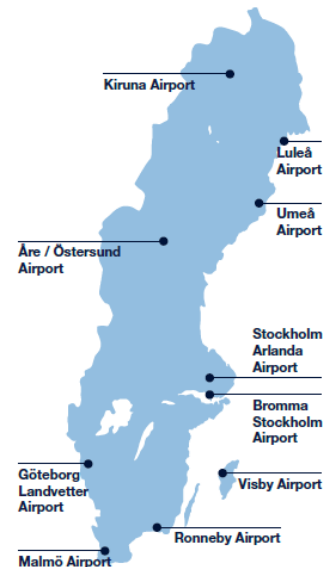 Kiruna Airport
Luleå
Airport
Umeå
Airport
Åre / Östersund
Airport
Stockholm
Arlanda
Airport
Bromma
Stockholm
Airport
Göteborg
Landvetter
Airport
Visby Airport
Ronneby Airport
Malmö Airport